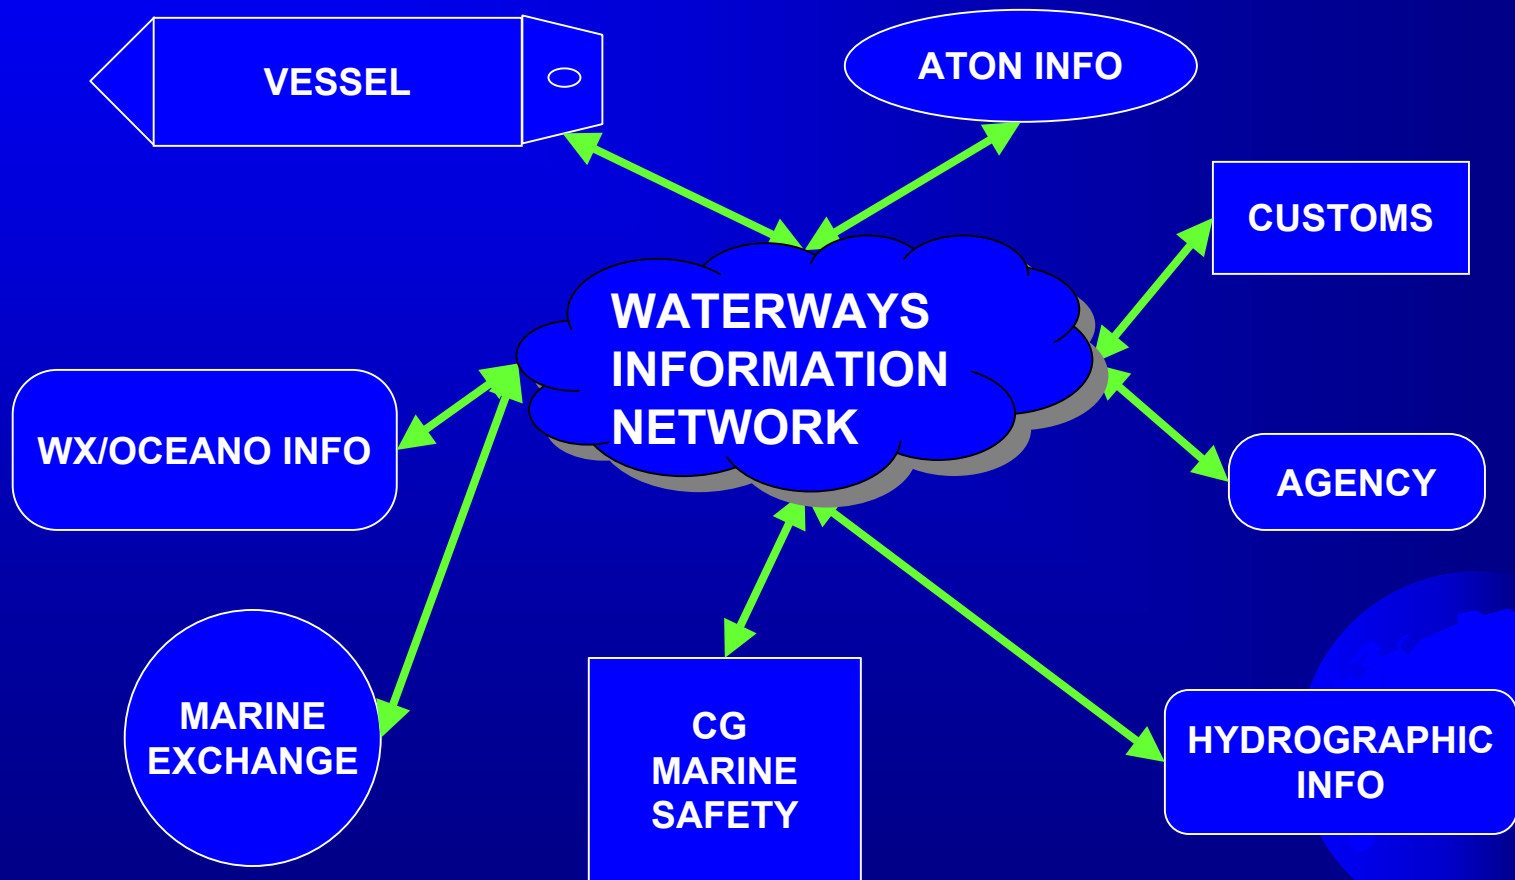 VESSEL
ATON INFO
CUSTOMS
WATERWAYS
INFORMATION
NETWORK
WX/OCEANO INFO
AGENCY
MARINE
EXCHANGE
CG
MARINE
SAFETY
HYDROGRAPHIC
INFO